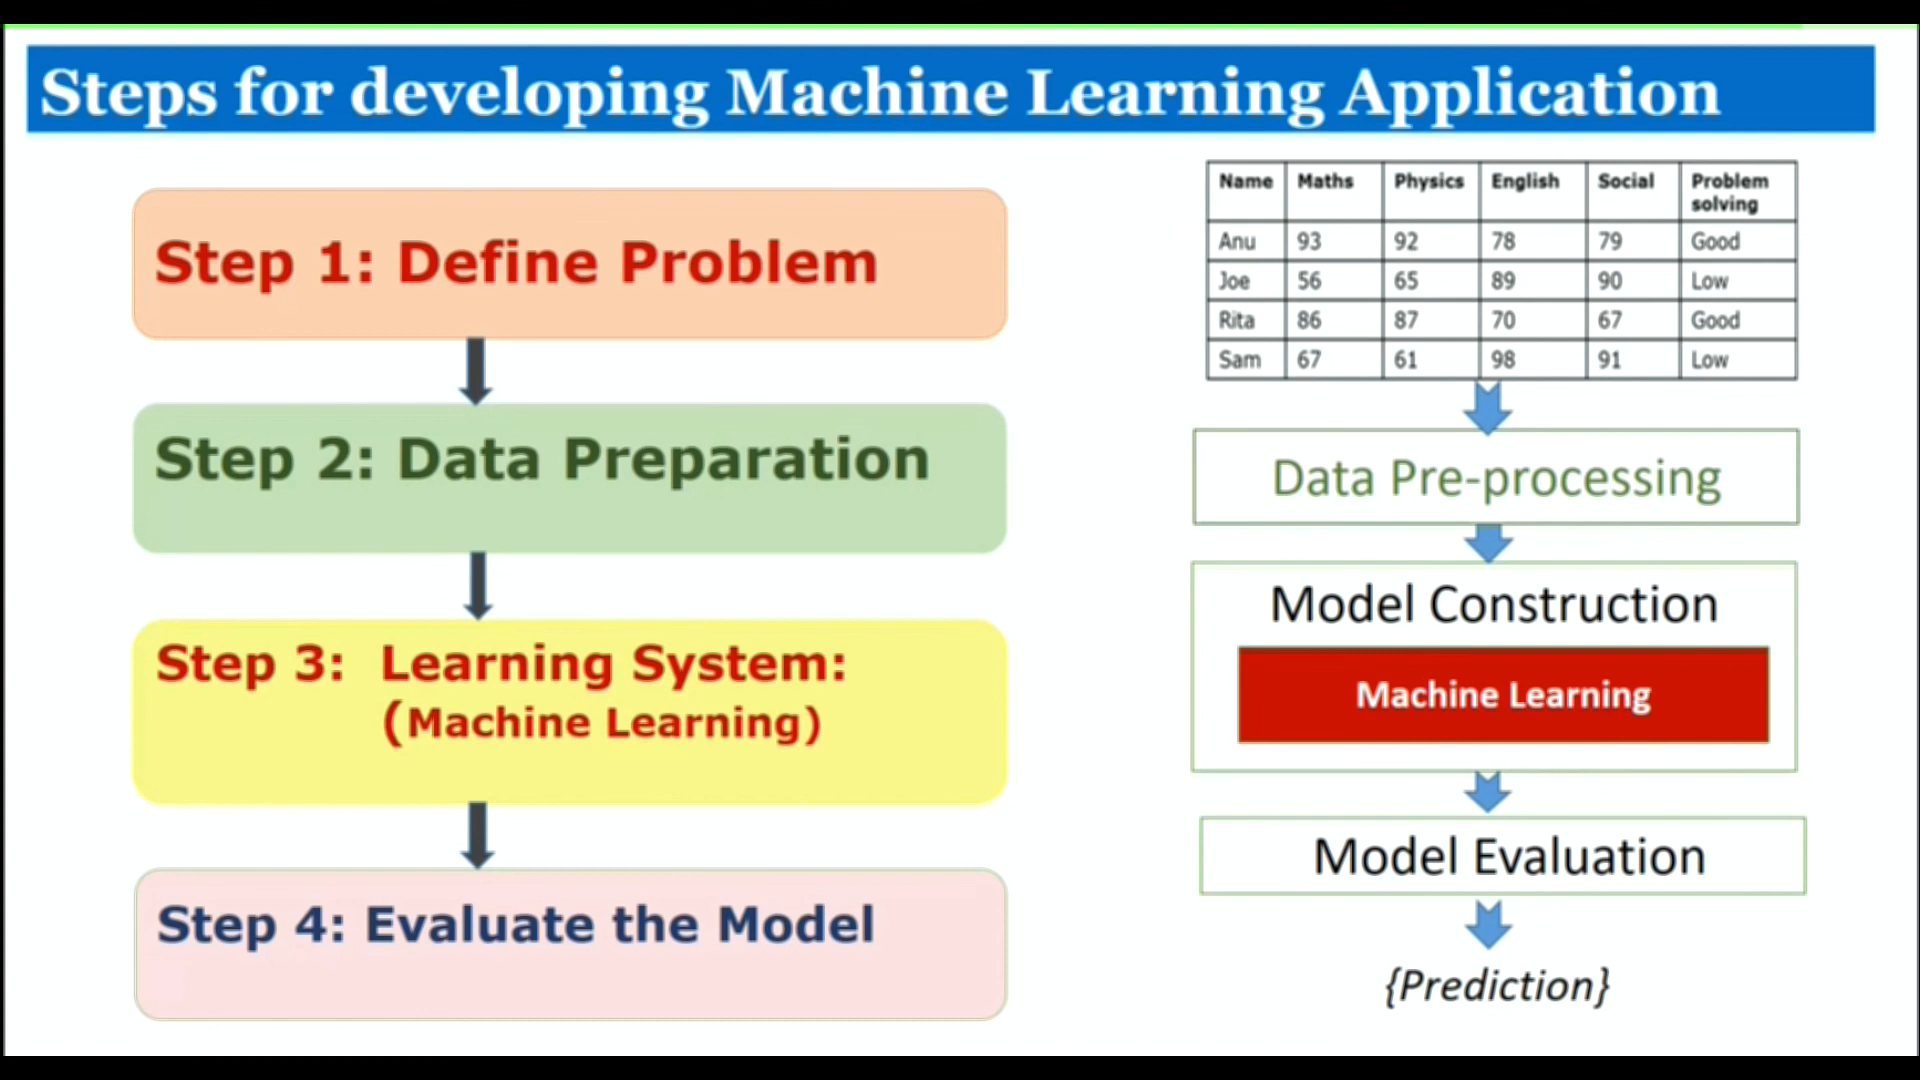 Steps for developing Machine Learning Application
Step 1: Define Problem
Step 2: Data Preparation
Step 3: Learning System:
(Machine Learning)
Step 4: Evaluate the Model
Name Maths Physics English Social Problem solving
Anu 93 92 78 79 Good
Joe 56 65 89 90 Low
Rita 86 87 70 67 Good
Sam 67 61 98 91 Low
Data Pre-processing
Model Construction
Machine Learning
Model Evaluation
{Prediction}